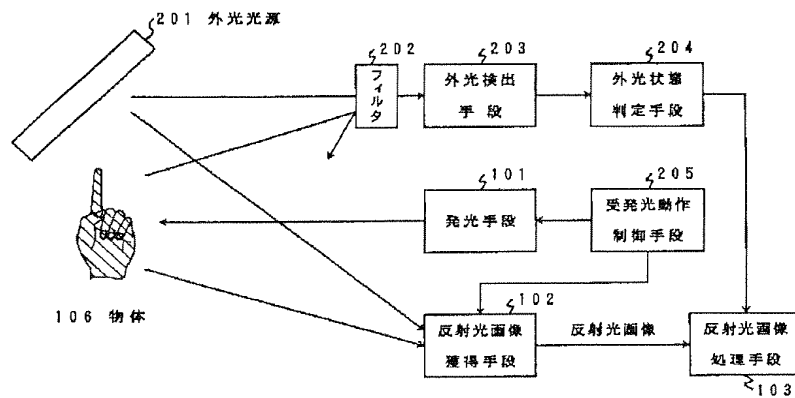 201 外光光源
202
フィルタ
203
外光検出
手段
204
外光状態
判定手段
101
発光手段
205
受発光動作
制御手段
106 物体
102
反射光画像
獲得手段
反射光画像
反射光画像
処理手段
103